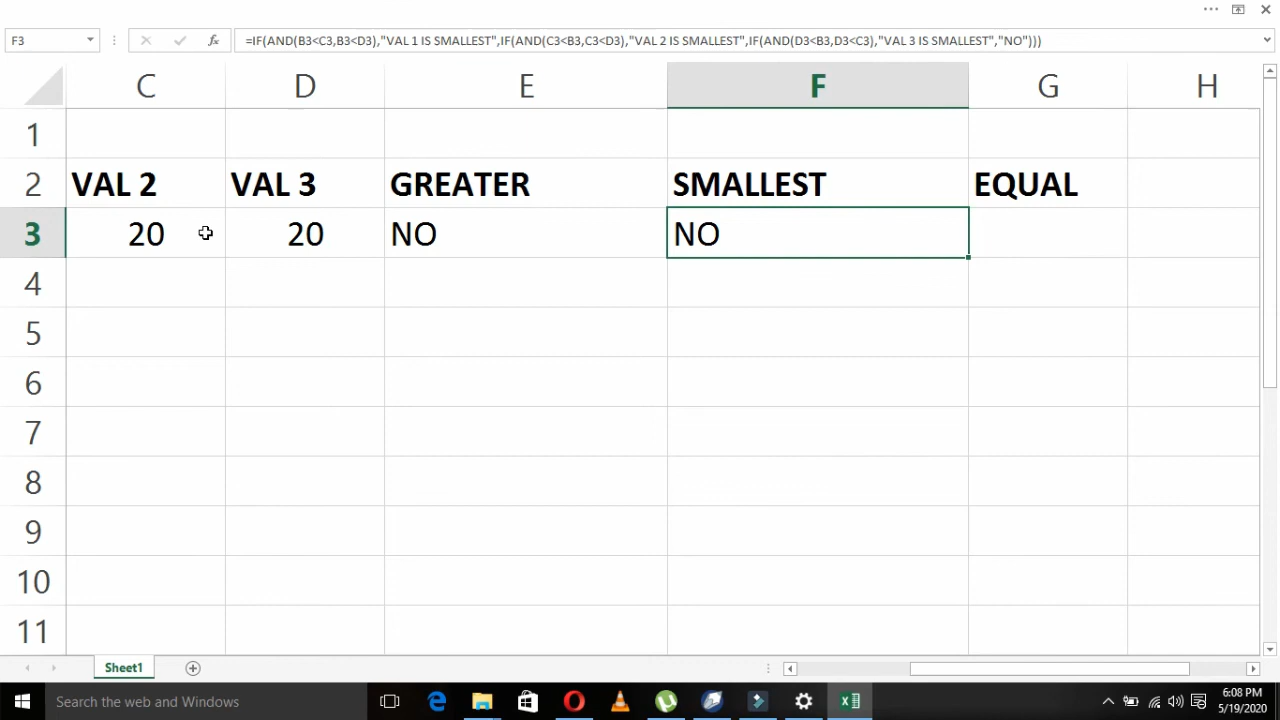 F3
=IF(AND(B3<C3,B3<D3),"VAL 1 IS SMALLEST",IF(AND(C3<B3,C3<D3),"VAL 2 IS SMALLEST",IF(AND(D3<B3,D3<C3),"VAL 3 IS SMALLEST","NO")))
C D E F G H
1
2 VAL 2 VAL 3 GREATER SMALLEST EQUAL
3 20 20 NO NO
4
5
6
7
8
9
10
11
Sheet1
Search the web and Windows
6:08 PM
5/19/2020